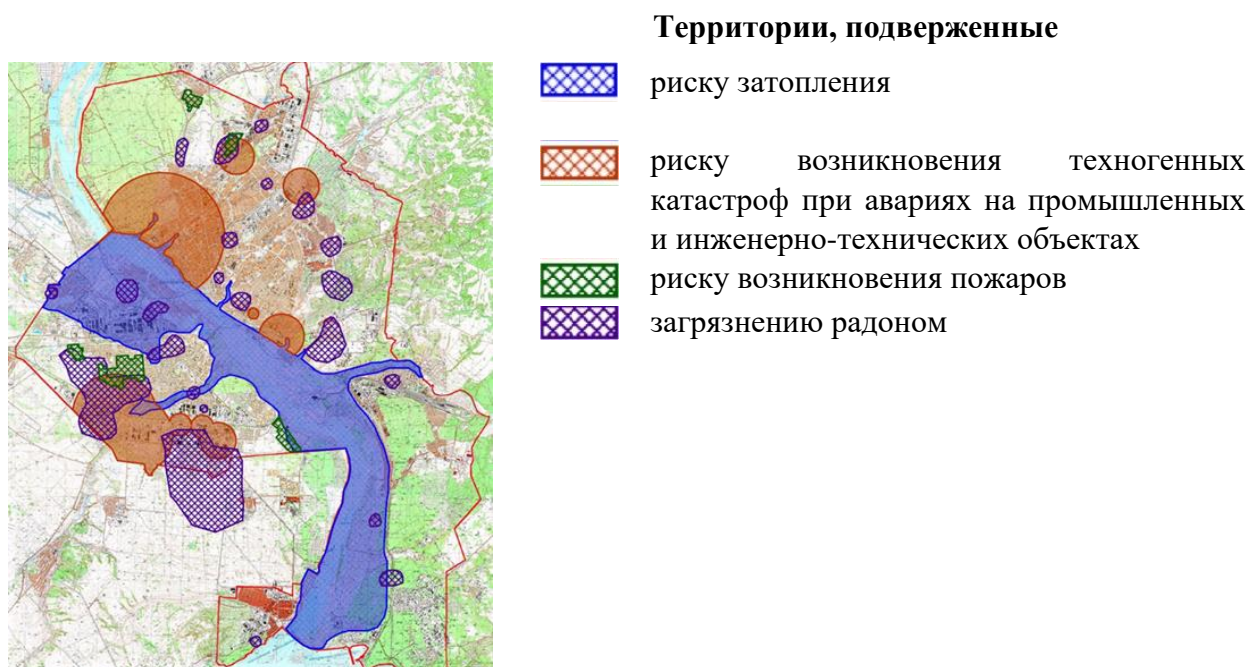 Территории, подверженные
риску затопления
риску возникновения техногенных
катастроф при авариях на промышленных
и инженерно-технических объектах
риску возникновения пожаров
загрязнению радоном